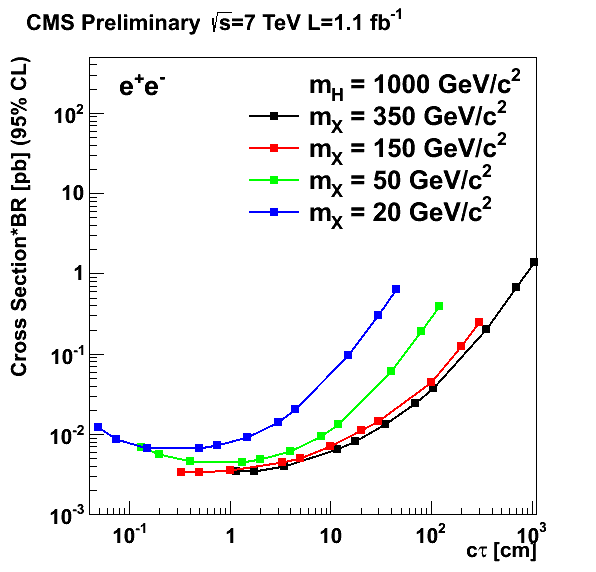 CMS Preliminary √s=7 TeV L=1.1 fb⁻¹
Cross Section*BR [pb] (95% CL)
e⁺e⁻
m_H = 1000 GeV/c²
m_X = 350 GeV/c²
m_X = 150 GeV/c²
m_X = 50 GeV/c²
m_X = 20 GeV/c²
10²
10
1
10⁻¹
10⁻²
10⁻³
10⁻¹ 1 10 10² 10³
cτ [cm]